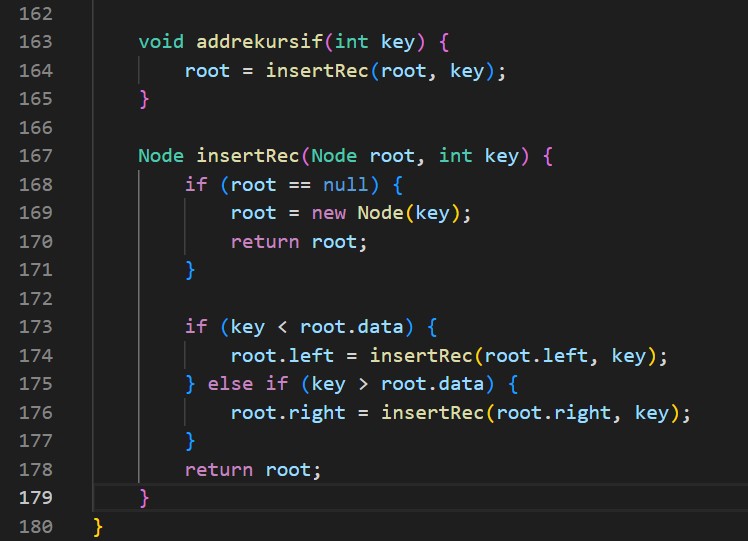 162
163 void addrekursif(int key) {
164 root = insertRec(root, key);
165 }
166
167 Node insertRec(Node root, int key) {
168 if (root == null) {
169 root = new Node(key);
170 return root;
171 }
172
173 if (key < root.data) {
174 root.left = insertRec(root.left, key);
175 } else if (key > root.data) {
176 root.right = insertRec(root.right, key);
177 }
178 return root;
179 }
180 }